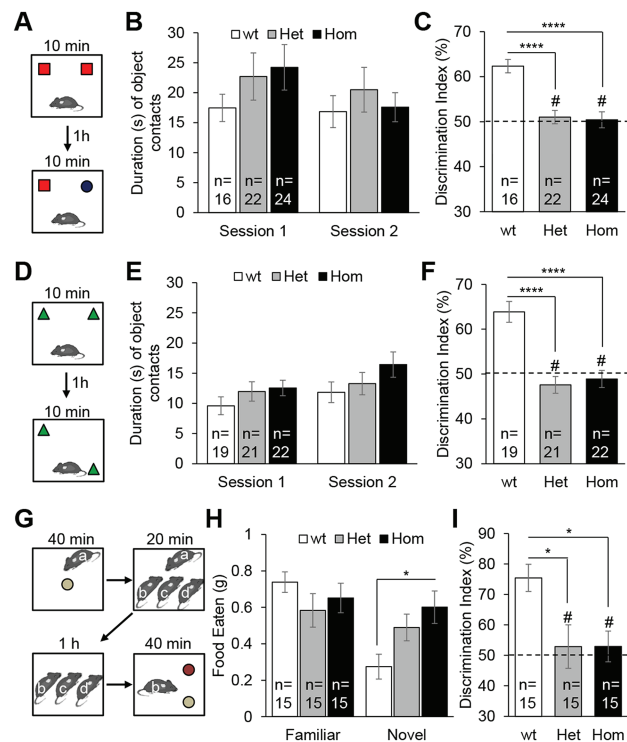 A
10 min
1h
10 min
B
Duration (s) of object
contacts
30
25
20
15
10
5
0
wt Het Hom
n= n= n=
16 22 24
Session 1 Session 2
C
Discrimination Index (%)
70
60
50
40
30
****
****
# #
n= n= n=
16 22 24
wt Het Hom
D
10 min
1h
10 min
E
Duration (s) of object
contacts
30
25
20
15
10
5
0
wt Het Hom
n= n= n=
19 21 22
Session 1 Session 2
F
Discrimination Index (%)
70
60
50
40
30
****
****
# #
n= n= n=
19 21 22
wt Het Hom
G
40 min 20 min
a a
b c d
1 h 40 min
b c d b
H
Food Eaten (g)
1
0.8
0.6
0.4
0.2
0
wt Het Hom
*
n= n= n=
15 15 15
Familiar Novel
I
Discrimination Index (%)
90
80
70
60
50
40
30
*
*
# #
n= n= n=
15 15 15
wt Het Hom